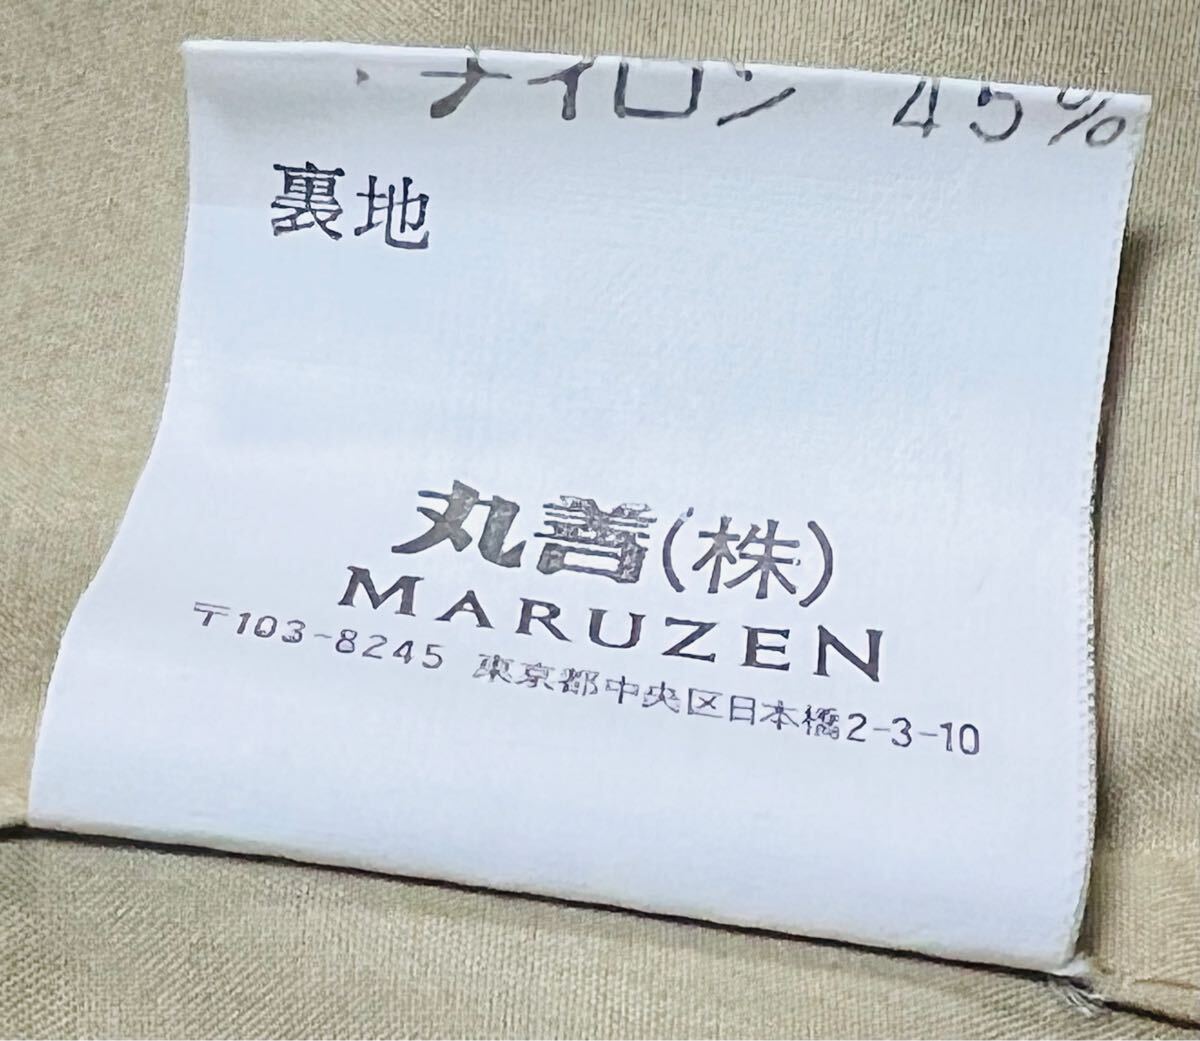 ナイロン 45%
裏地
丸善(株)
MARUZEN
〒103-8245 東京都中央区日本橋2-3-10